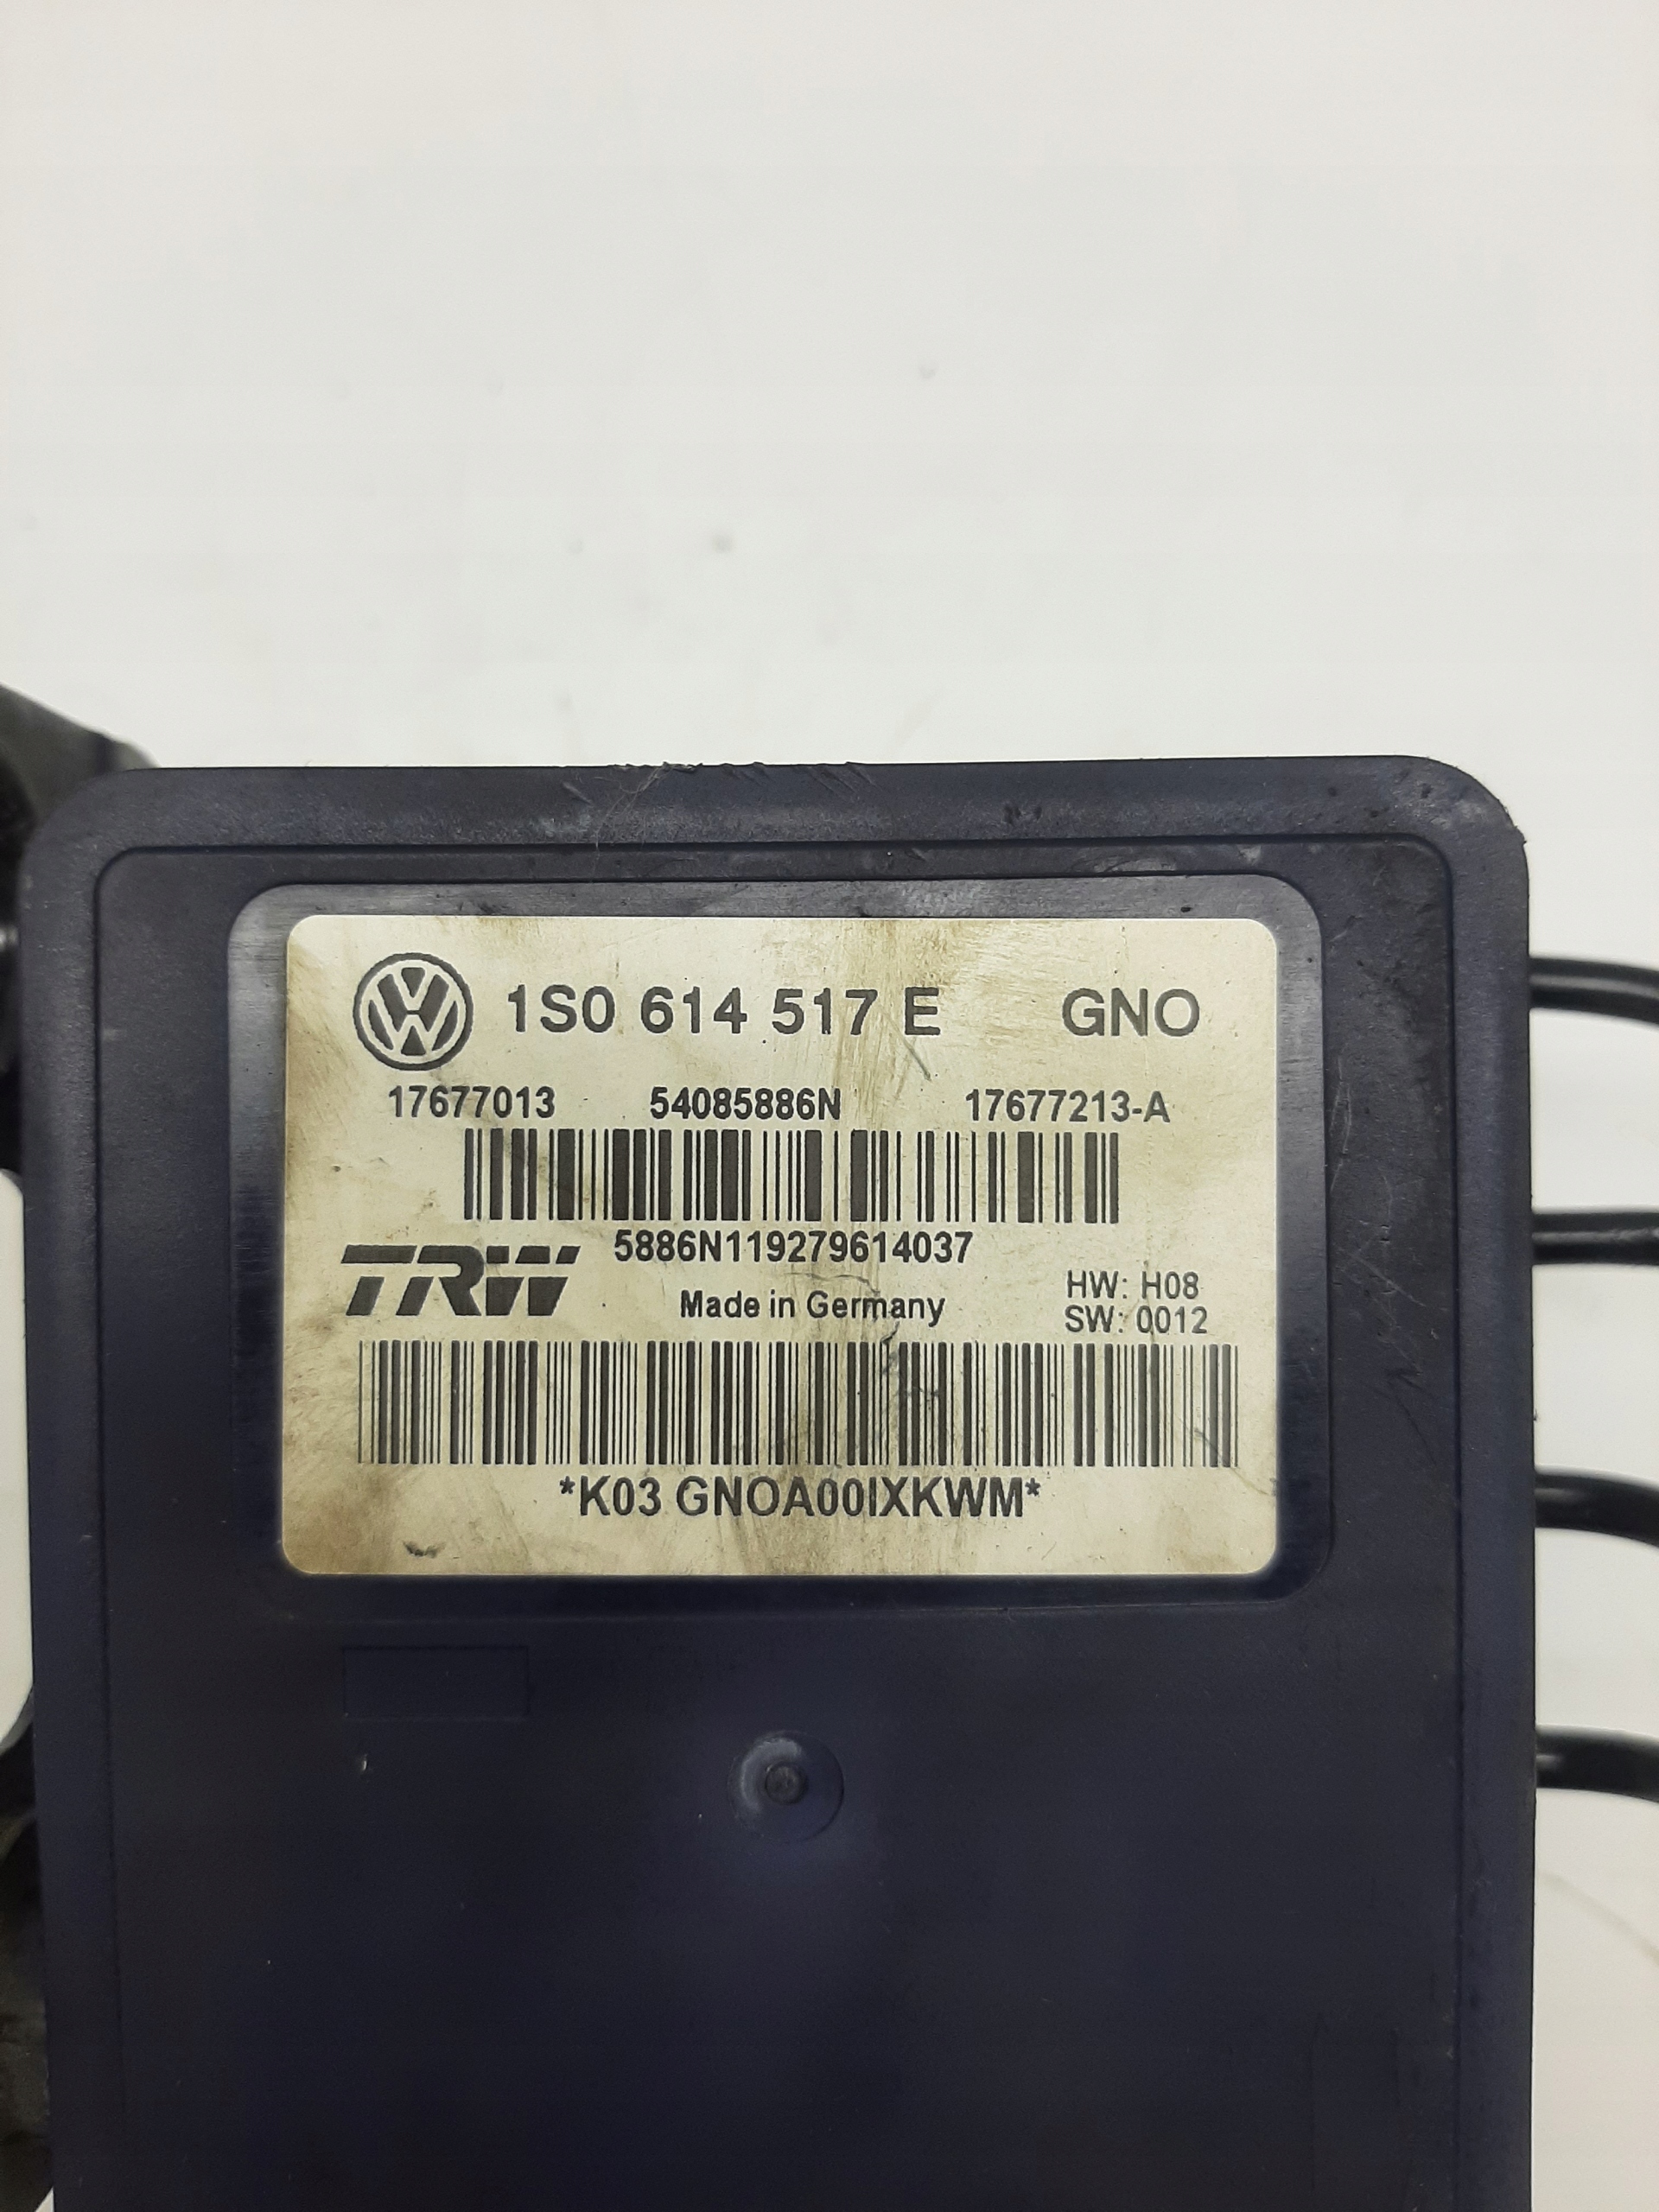 1S0 614 517 E GNO
17677013 54085886N 17677213-A
5886N119279614037
TRW Made in Germany HW: H08
SW: 0012
*K03 GNOA00IXKWM*